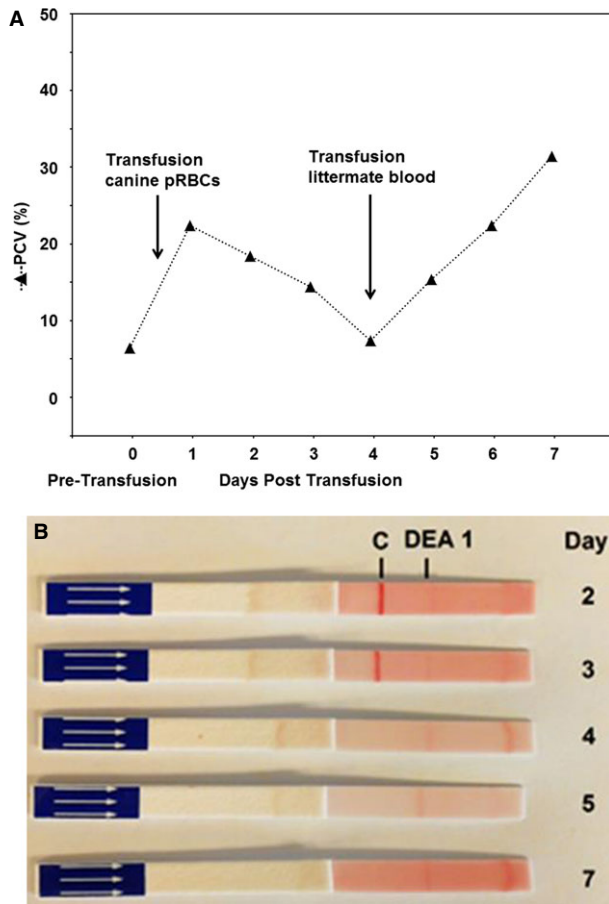 A
50
40
30
20
10
0
PCV (%)
Transfusion
canine pRBCs
Transfusion
littermate blood
0 1 2 3 4 5 6 7
Pre-Transfusion Days Post Transfusion
B
C DEA 1 Day
2
3
4
5
7